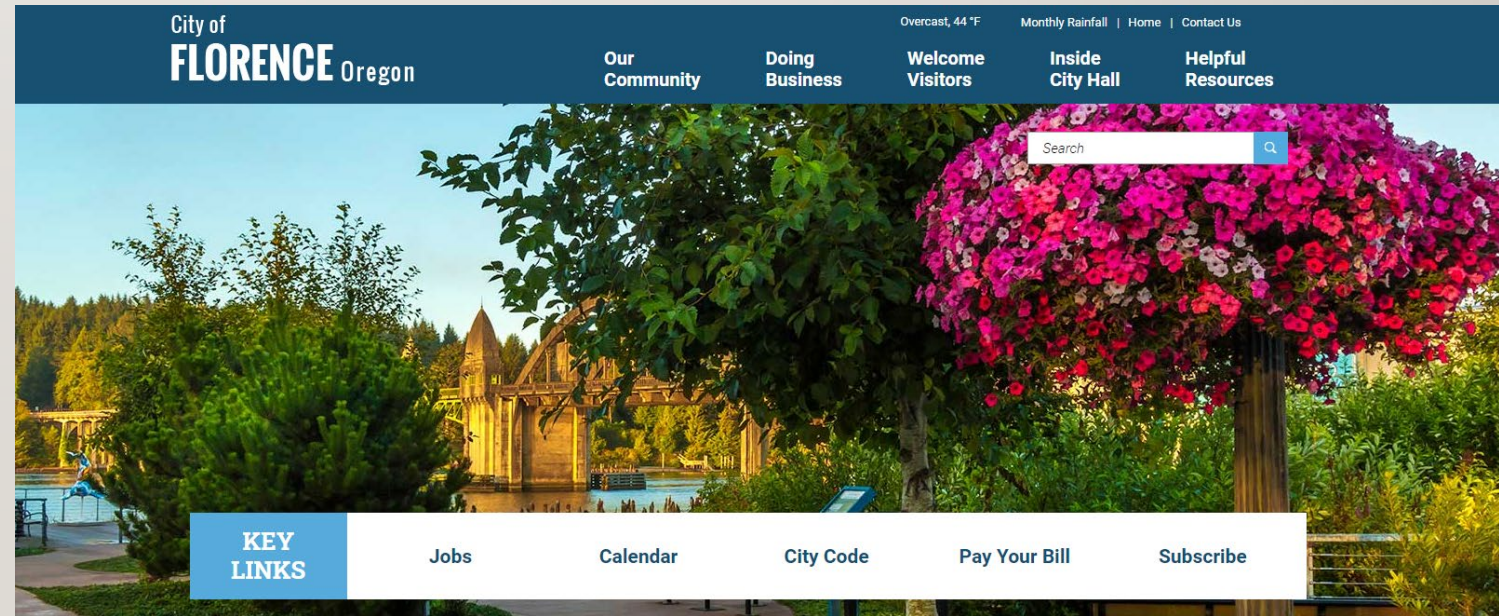 City of
FLORENCE Oregon
Overcast, 44 °F Monthly Rainfall | Home | Contact Us
Our
Community
Doing
Business
Welcome
Visitors
Inside
City Hall
Helpful
Resources
Search
KEY
LINKS
Jobs
Calendar
City Code
Pay Your Bill
Subscribe